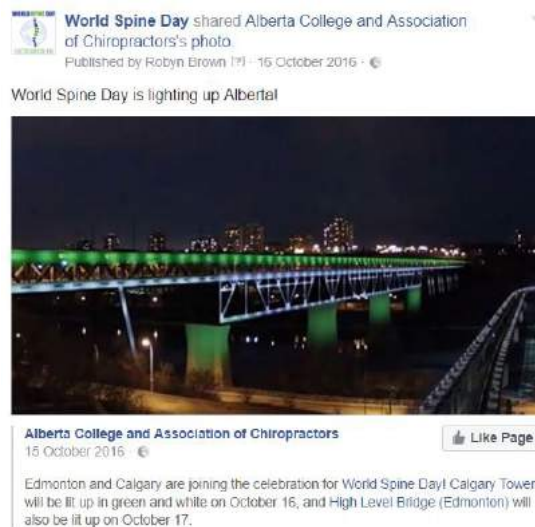 WORLD SPINE DAY
World Spine Day shared Alberta College and Association
of Chiropractors's photo.
Published by Robyn Brown [?] · 16 October 2016 ·
World Spine Day is lighting up Alberta!
Alberta College and Association of Chiropractors
15 October 2016 ·
Like Page
Edmonton and Calgary are joining the celebration for World Spine Day! Calgary Tower
will be lit up in green and white on October 16, and High Level Bridge (Edmonton) will
also be lit up on October 17.